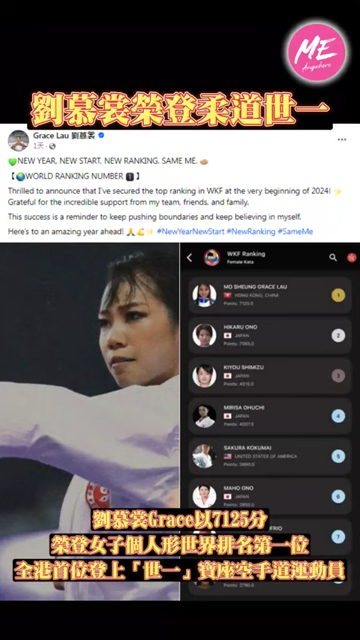 ME
Anywhere
劉慕裳榮登柔道世一
Grace Lau 劉慕裳
1天
NEW YEAR. NEW START. NEW RANKING. SAME ME.
【WORLD RANKING NUMBER 1】
Thrilled to announce that I've secured the top ranking in WKF at the very beginning of 2024!
Grateful for the incredible support from my team, friends, and family.
This success is a reminder to keep pushing boundaries and keep believing in myself.
Here's to an amazing year ahead! #NewYearNewStart #NewRanking #SameMe
WKF Ranking
Female Kata
MO SHEUNG GRACE LAU
HONG KONG, CHINA
Points: 7125.0
1
HIKARU ONO
JAPAN
2
KIYOU SHIMIZU
JAPAN
3
MIRISA OHUCHI
JAPAN
4
SAKURA KOKUMAI
UNITED STATES OF AMERICA
5
MAHO ONO
JAPAN
6
劉慕裳Grace以7125分
榮登女子個人形世界排名第一位
全港首位登上「世一」寶座空手道運動員